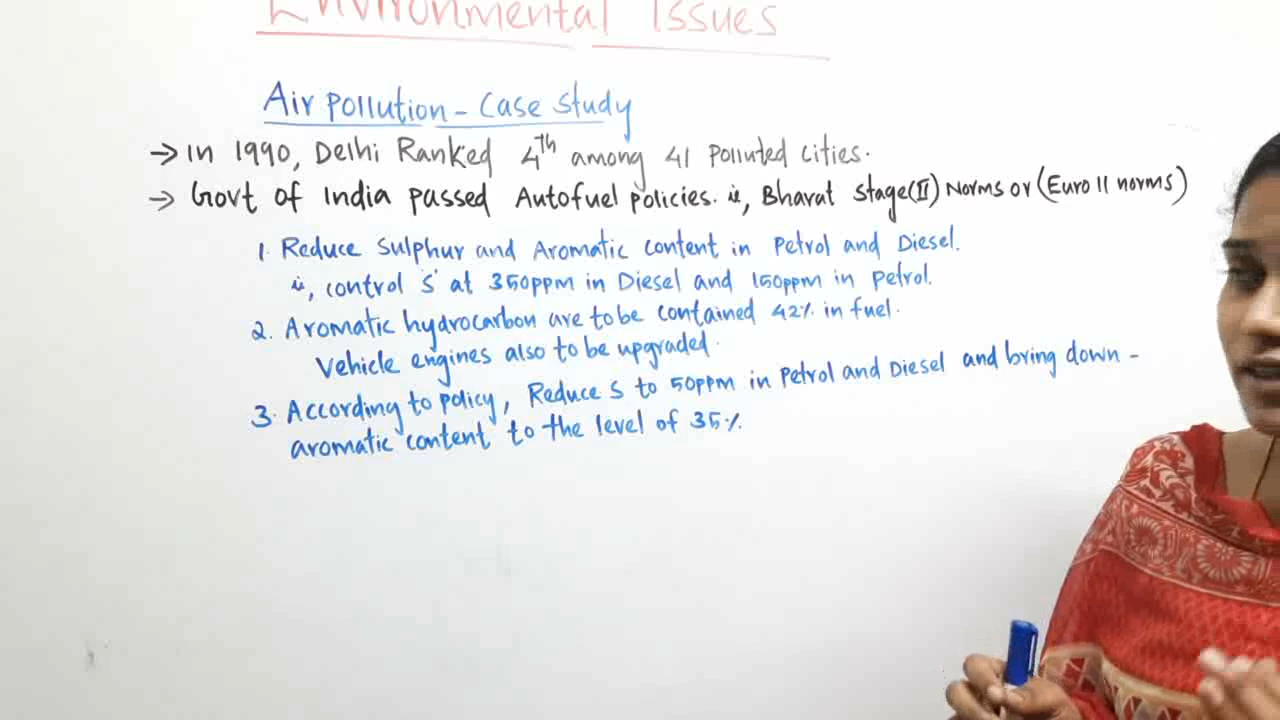 Environmental Issues
Air Pollution - Case Study
→ In 1990, Delhi Ranked 4th among 41 Polluted Cities.
→ Govt of India passed Autofuel policies. ie, Bharat Stage(II) Norms or (Euro II norms)
1. Reduce Sulphur and Aromatic content in Petrol and Diesel.
ie, control 'S' at 350ppm in Diesel and 150ppm in Petrol.
2. Aromatic hydrocarbon are to be contained 42% in fuel.
Vehicle engines also to be upgraded.
3. According to policy, Reduce S to 50ppm in Petrol and Diesel and bring down -
aromatic content to the level of 35%